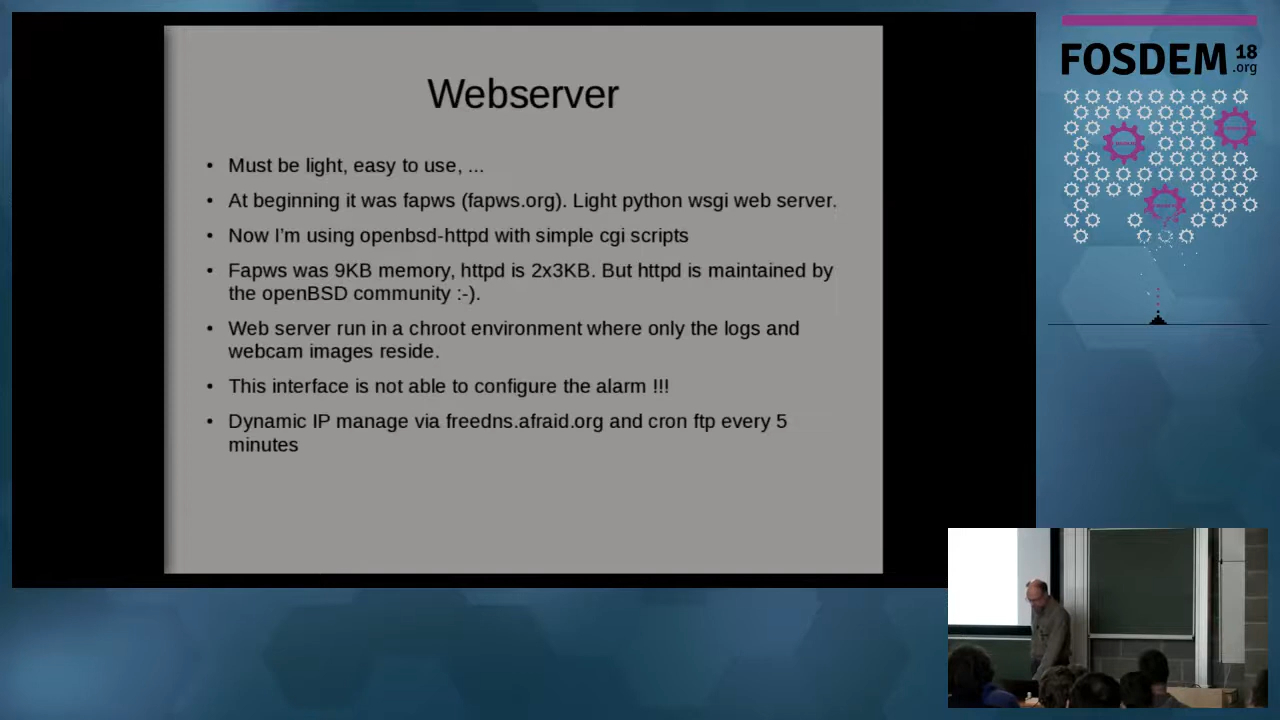 Webserver
• Must be light, easy to use, ...
• At beginning it was fapws (fapws.org). Light python wsgi web server.
• Now I'm using openbsd-httpd with simple cgi scripts
• Fapws was 9KB memory, httpd is 2x3KB. But httpd is maintained by
the openBSD community :-).
• Web server run in a chroot environment where only the logs and
webcam images reside.
• This interface is not able to configure the alarm !!!
• Dynamic IP manage via freedns.afraid.org and cron ftp every 5
minutes
FOSDEM 18
.org